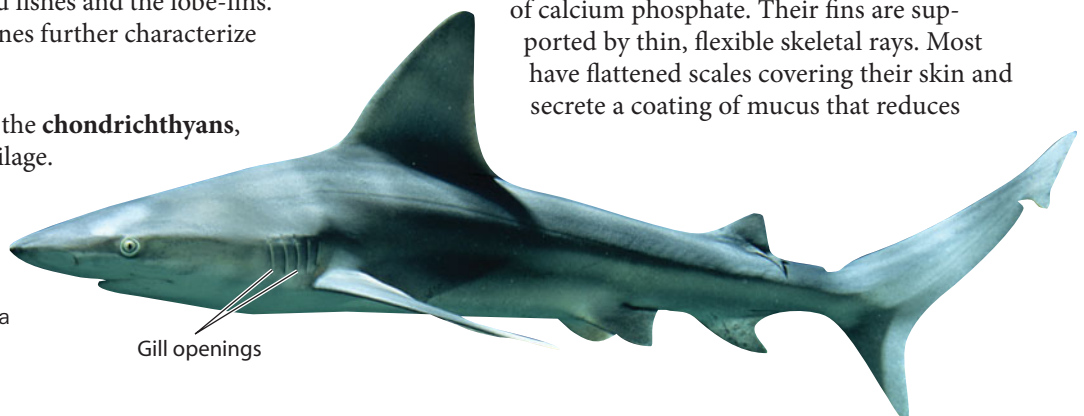 d fishes and the lobe-fins.
nes further characterize
the chondrichthyans,
ilage.
a
Gill openings
of calcium phosphate. Their fins are sup-
ported by thin, flexible skeletal rays. Most
have flattened scales covering their skin and
secrete a coating of mucus that reduces